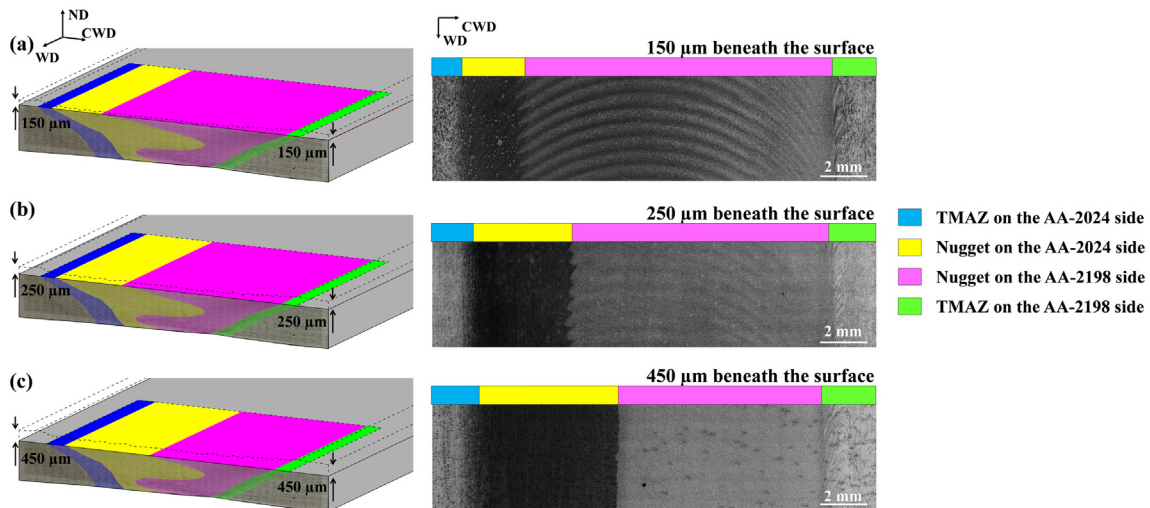 ND
CWD
WD
(a)
150 µm
150 µm
CWD
WD
150 µm beneath the surface
2 mm
(b)
250 µm
250 µm
250 µm beneath the surface
2 mm
(c)
450 µm
450 µm
450 µm beneath the surface
2 mm
TMAZ on the AA-2024 side
Nugget on the AA-2024 side
Nugget on the AA-2198 side
TMAZ on the AA-2198 side